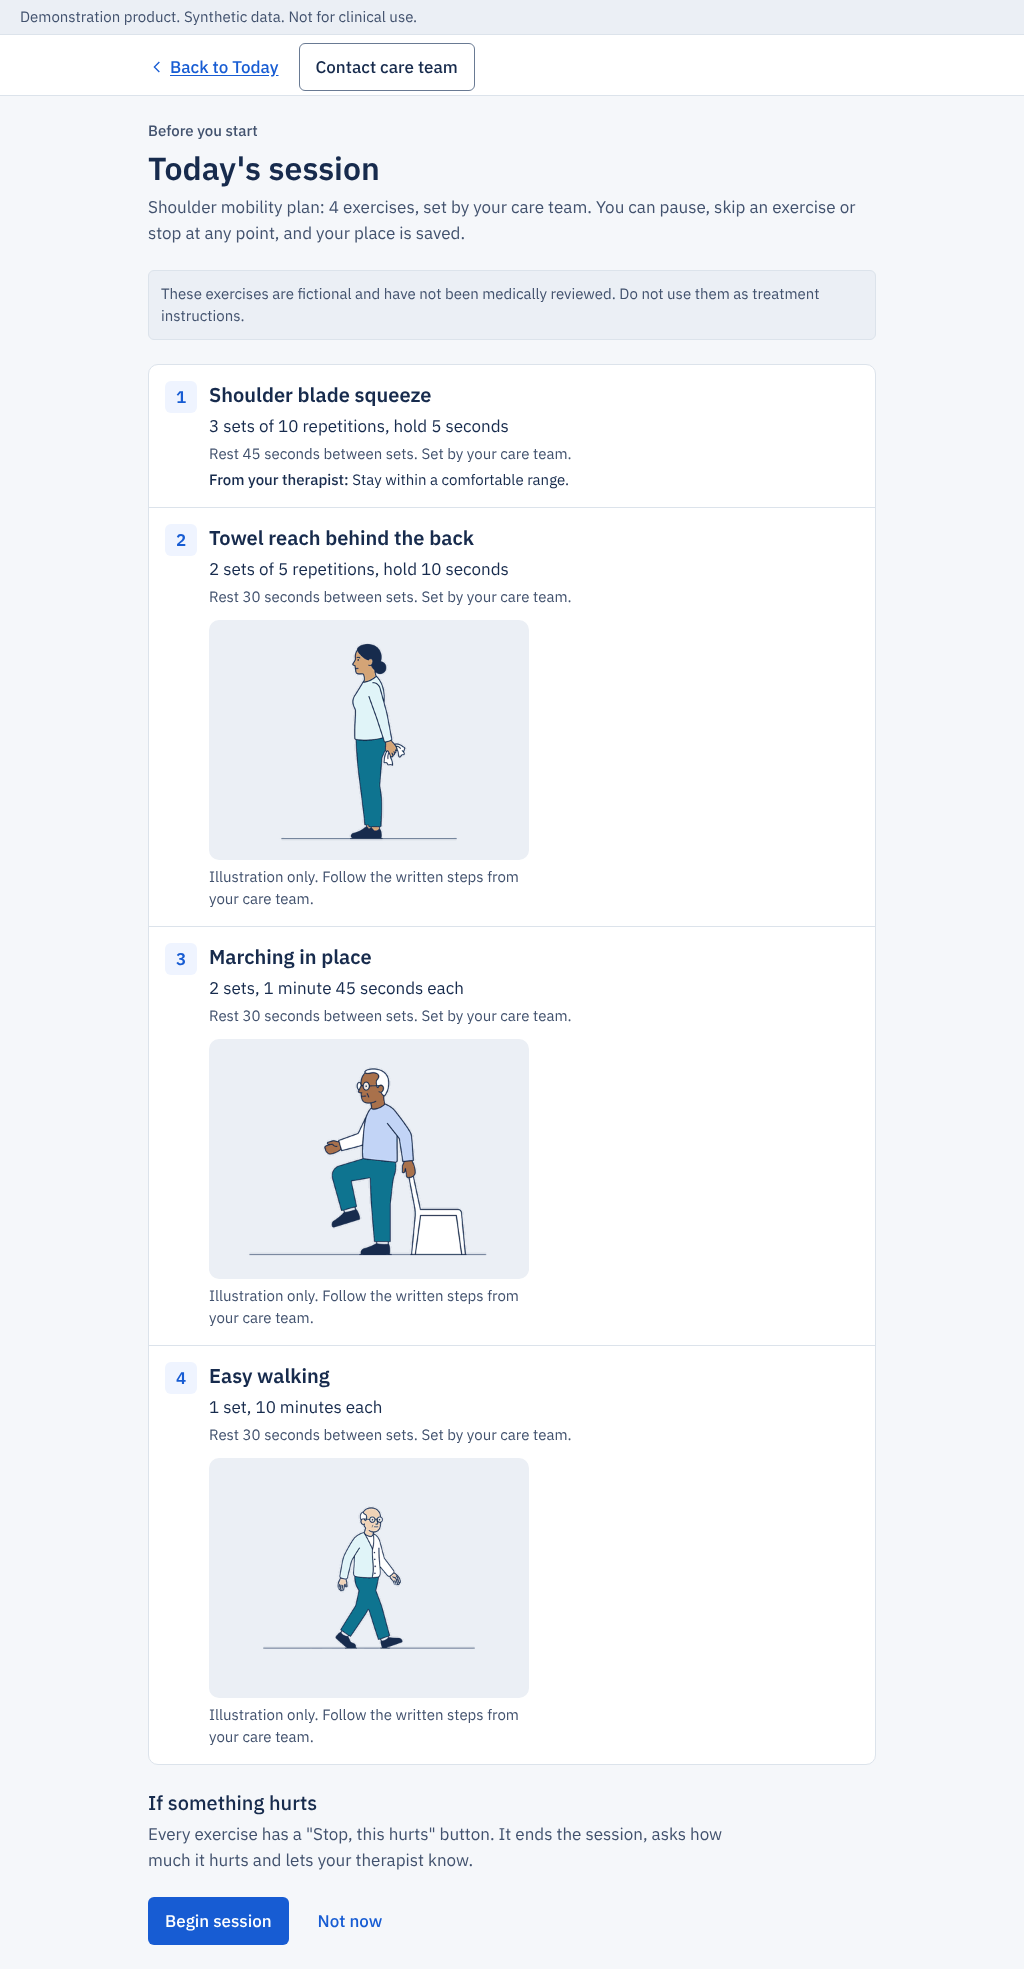 Demonstration product. Synthetic data. Not for clinical use.
Back to Today
Contact care team
Before you start
Today's session
Shoulder mobility plan: 4 exercises, set by your care team. You can pause, skip an exercise or
stop at any point, and your place is saved.
These exercises are fictional and have not been medically reviewed. Do not use them as treatment
instructions.
1
Shoulder blade squeeze
3 sets of 10 repetitions, hold 5 seconds
Rest 45 seconds between sets. Set by your care team.
From your therapist: Stay within a comfortable range.
2
Towel reach behind the back
2 sets of 5 repetitions, hold 10 seconds
Rest 30 seconds between sets. Set by your care team.
Illustration only. Follow the written steps from
your care team.
3
Marching in place
2 sets, 1 minute 45 seconds each
Rest 30 seconds between sets. Set by your care team.
Illustration only. Follow the written steps from
your care team.
4
Easy walking
1 set, 10 minutes each
Rest 30 seconds between sets. Set by your care team.
Illustration only. Follow the written steps from
your care team.
If something hurts
Every exercise has a "Stop, this hurts" button. It ends the session, asks how
much it hurts and lets your therapist know.
Begin session
Not now